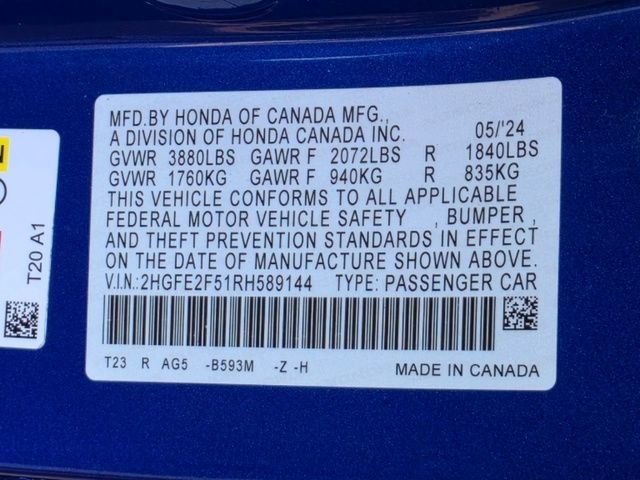 MFD.BY HONDA OF CANADA MFG.,
A DIVISION OF HONDA CANADA INC. 05/'24
GVWR 3880LBS GAWR F 2072LBS R 1840LBS
GVWR 1760KG GAWR F 940KG R 835KG
THIS VEHICLE CONFORMS TO ALL APPLICABLE
FEDERAL MOTOR VEHICLE SAFETY , BUMPER ,
AND THEFT PREVENTION STANDARDS IN EFFECT
ON THE DATE OF MANUFACTURE SHOWN ABOVE.
V.I.N.:2HGFE2F51RH589144 TYPE: PASSENGER CAR
T23 R AG5 -B593M -Z -H MADE IN CANADA
T20 A1